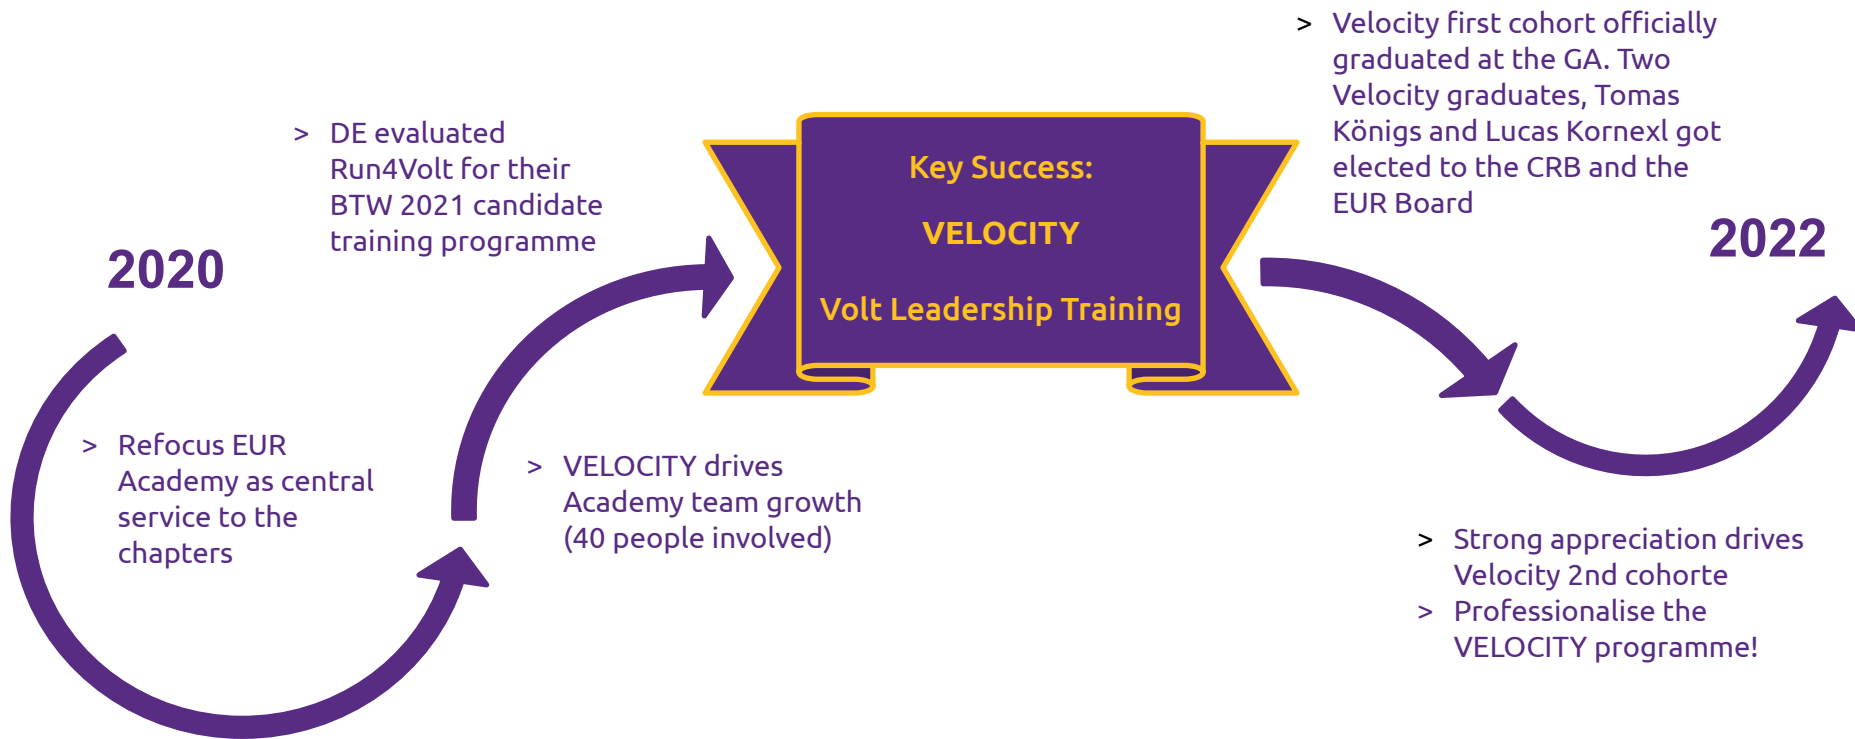 2020
> Refocus EUR
Academy as central
service to the
chapters
> DE evaluated
Run4Volt for their
BTW 2021 candidate
training programme
> VELOCITY drives
Academy team growth
(40 people involved)
Key Success:
VELOCITY
Volt Leadership Training
> Velocity first cohort officially
graduated at the GA. Two
Velocity graduates, Tomas
Königs and Lucas Kornexl got
elected to the CRB and the
EUR Board
2022
> Strong appreciation drives
Velocity 2nd cohorte
> Professionalise the
VELOCITY programme!